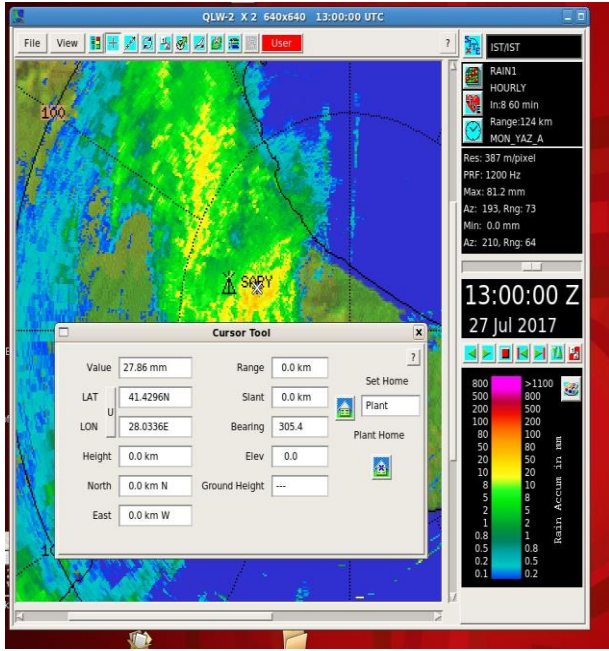 QLW-2 X 2 640x640 13:00:00 UTC
File View User ?
IST/IST
RAIN1
HOURLY
In:8 60 min
Range:124 km
MON_YAZ_A
Res: 387 m/pixel
PRF: 1200 Hz
Max: 81.2 mm
Az: 193, Rng: 73
Min: 0.0 mm
Az: 210, Rng: 64
100
SARY
13:00:00 Z
27 Jul 2017
Cursor Tool X
?
Value 27.86 mm Range 0.0 km
Set Home
LAT 41.4296N Slant 0.0 km Plant
U
LON 28.0336E Bearing 305.4
Plant Home
Height 0.0 km Elev 0.0
North 0.0 km N Ground Height ---
East 0.0 km W
800 >1100
500 800
200 500
100 200
80 100
50 80
20 50
10 20
8 10
5 8
2 5
1 2
0.8 1
0.5 0.8
0.2 0.5
0.1 0.2
Rain Accum in mm